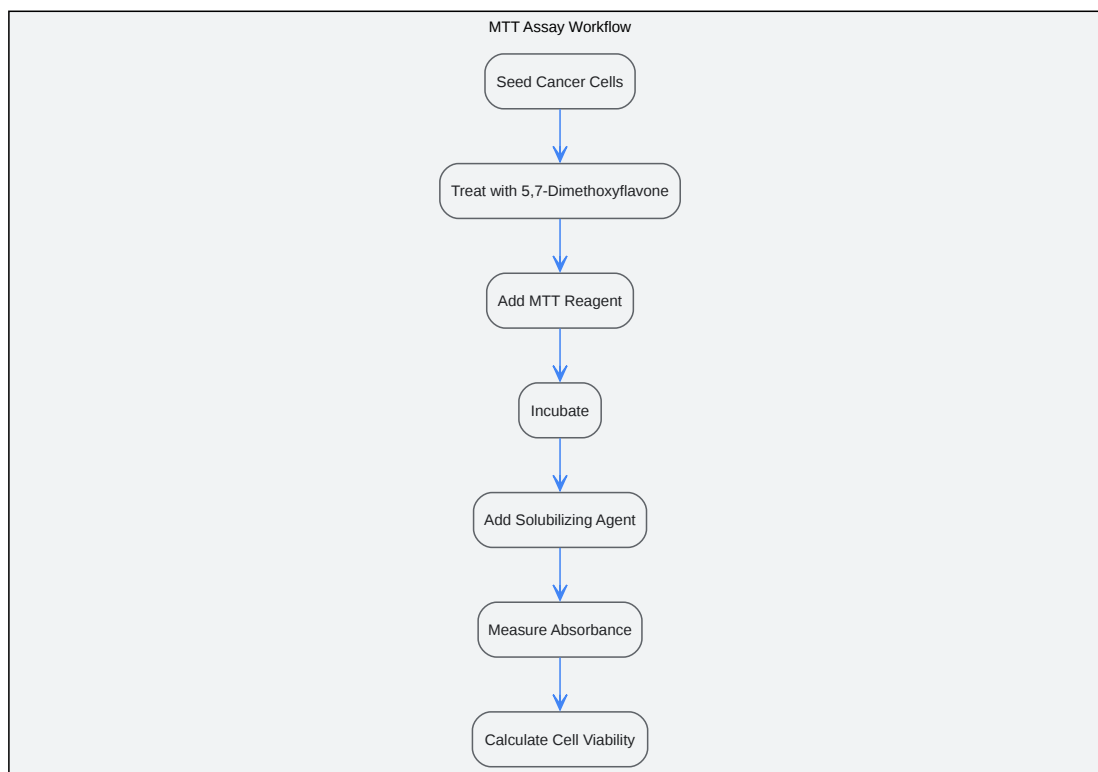 MTT Assay Workflow
Seed Cancer Cells
Treat with 5,7-Dimethoxyflavone
Add MTT Reagent
Incubate
Add Solubilizing Agent
Measure Absorbance
Calculate Cell Viability